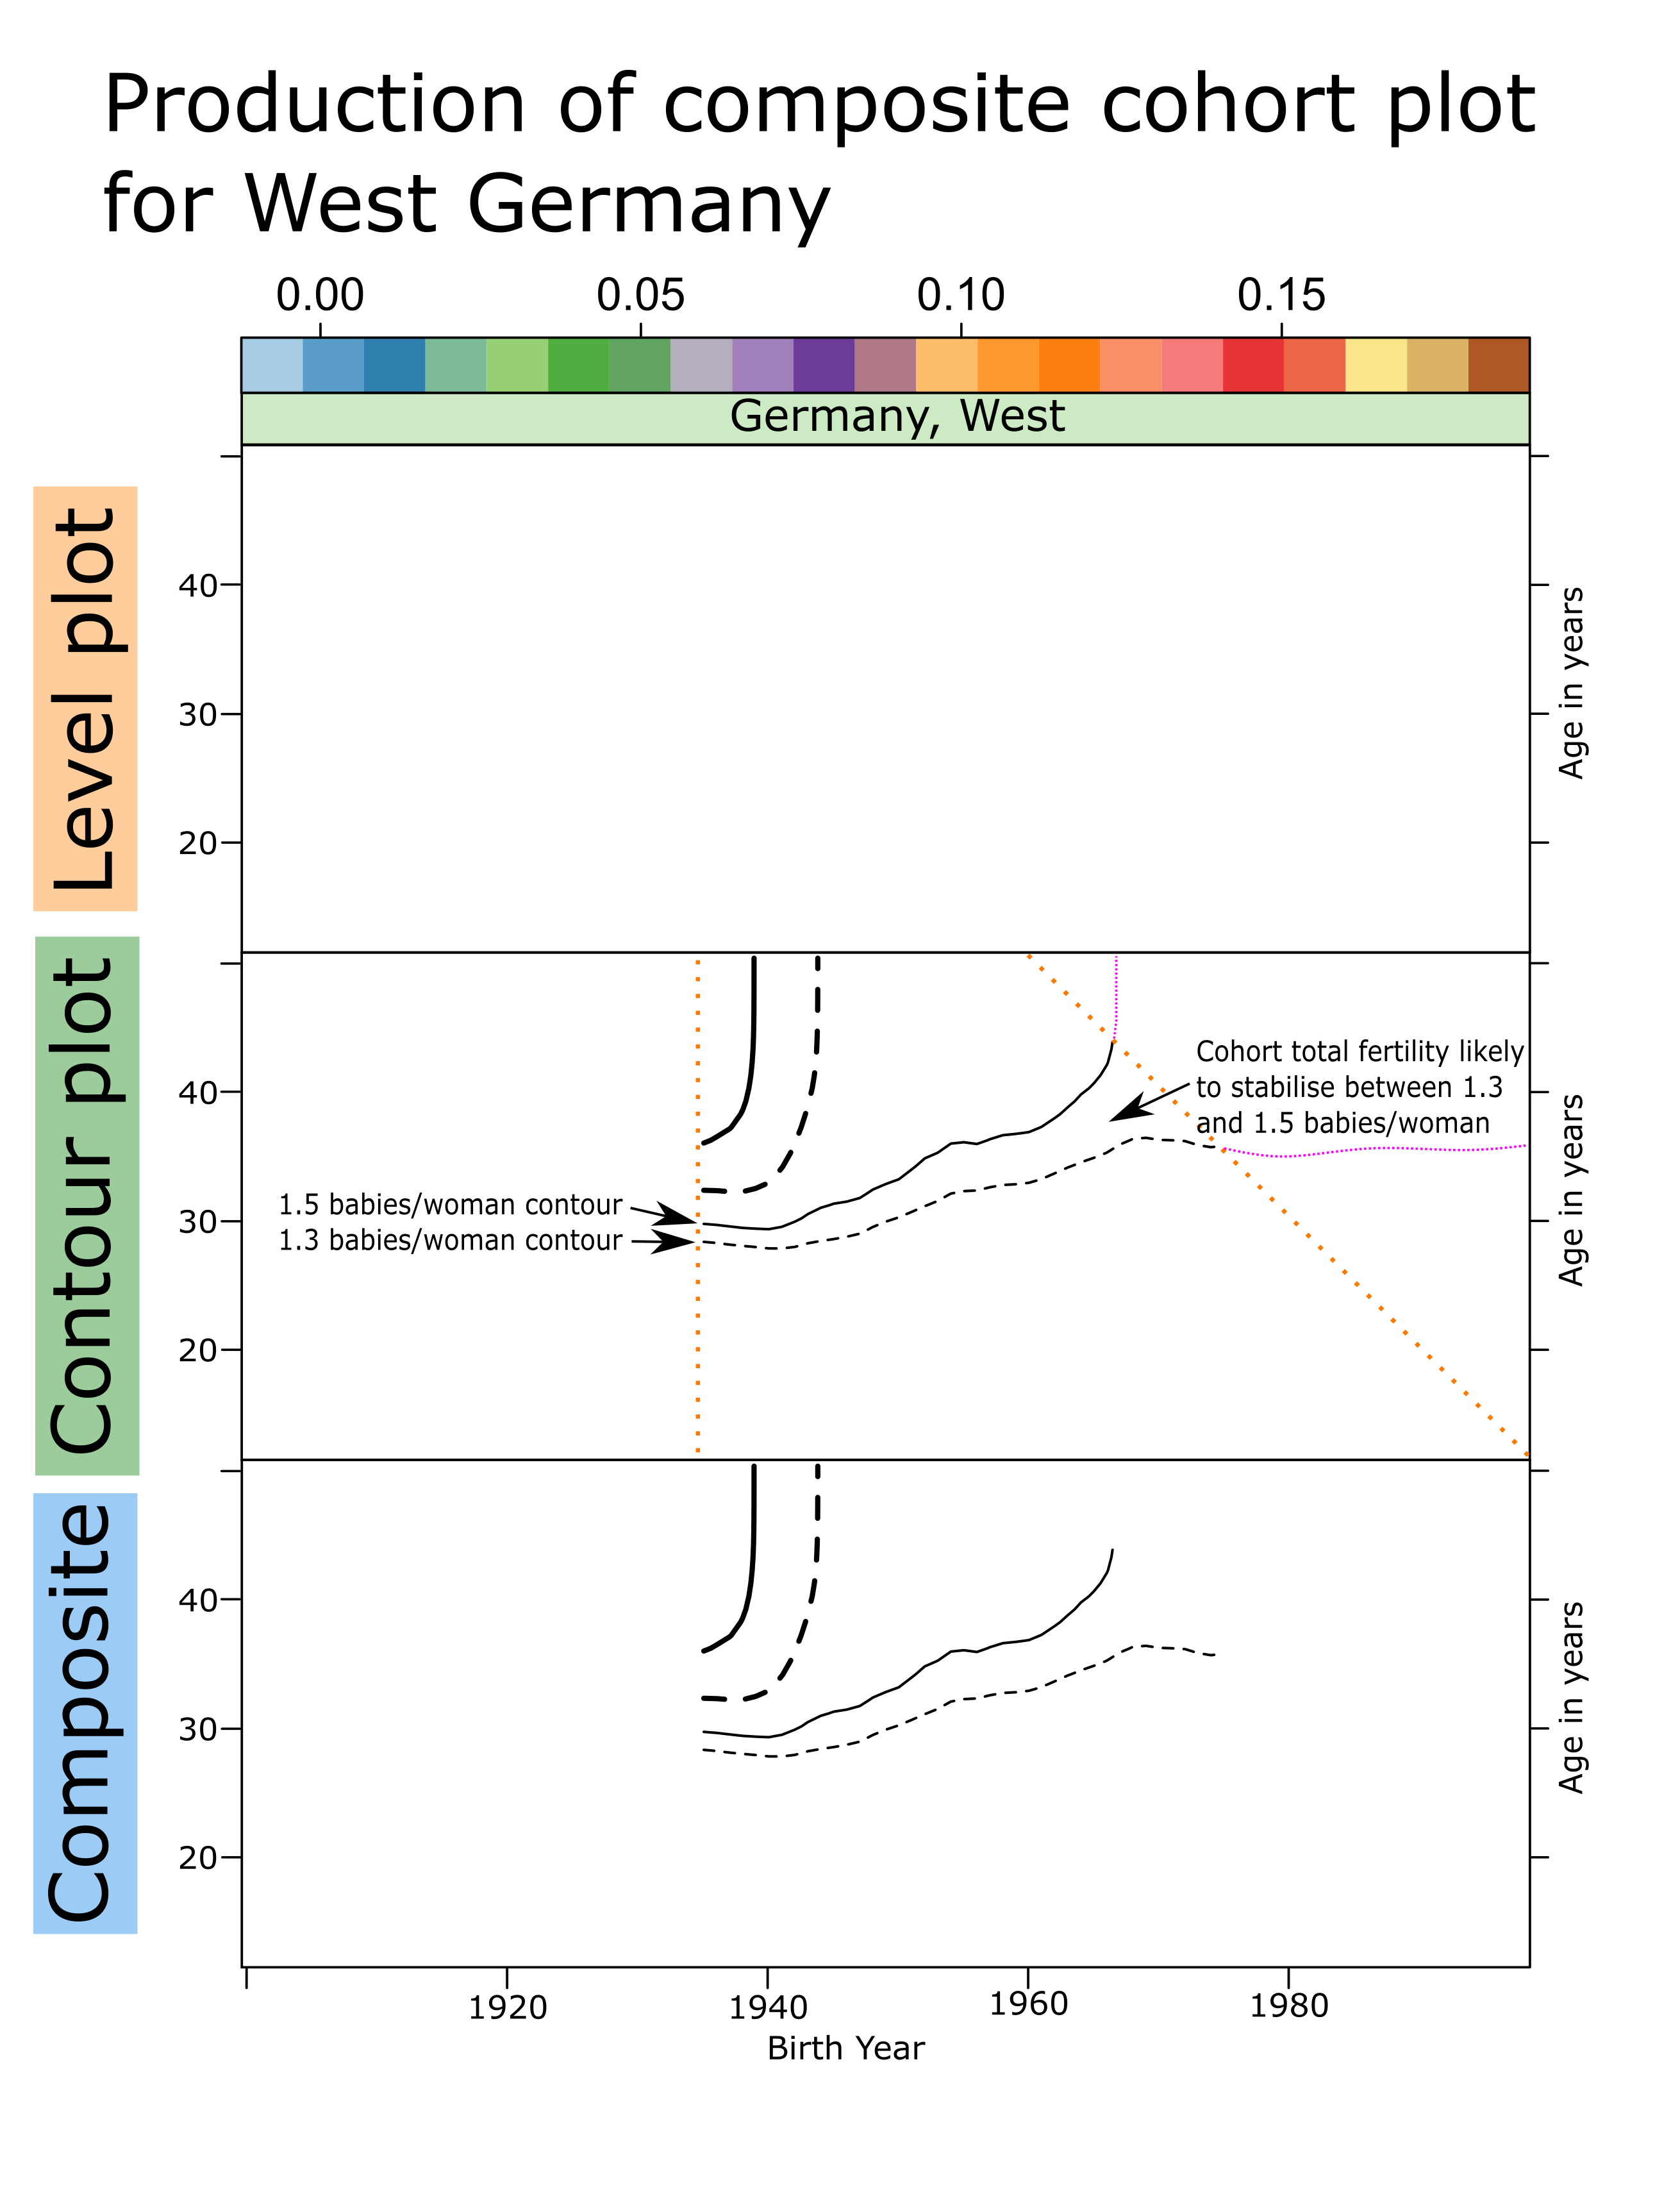 Production of composite cohort plot
for West Germany
0.00 0.05 0.10 0.15
Germany, West
Level plot
40
30
20
Age in years
Contour plot
40
30
20
Cohort total fertility likely
to stabilise between 1.3
and 1.5 babies/woman
1.5 babies/woman contour
1.3 babies/woman contour
Age in years
Composite
40
30
20
Age in years
1920 1940 1960 1980
Birth Year